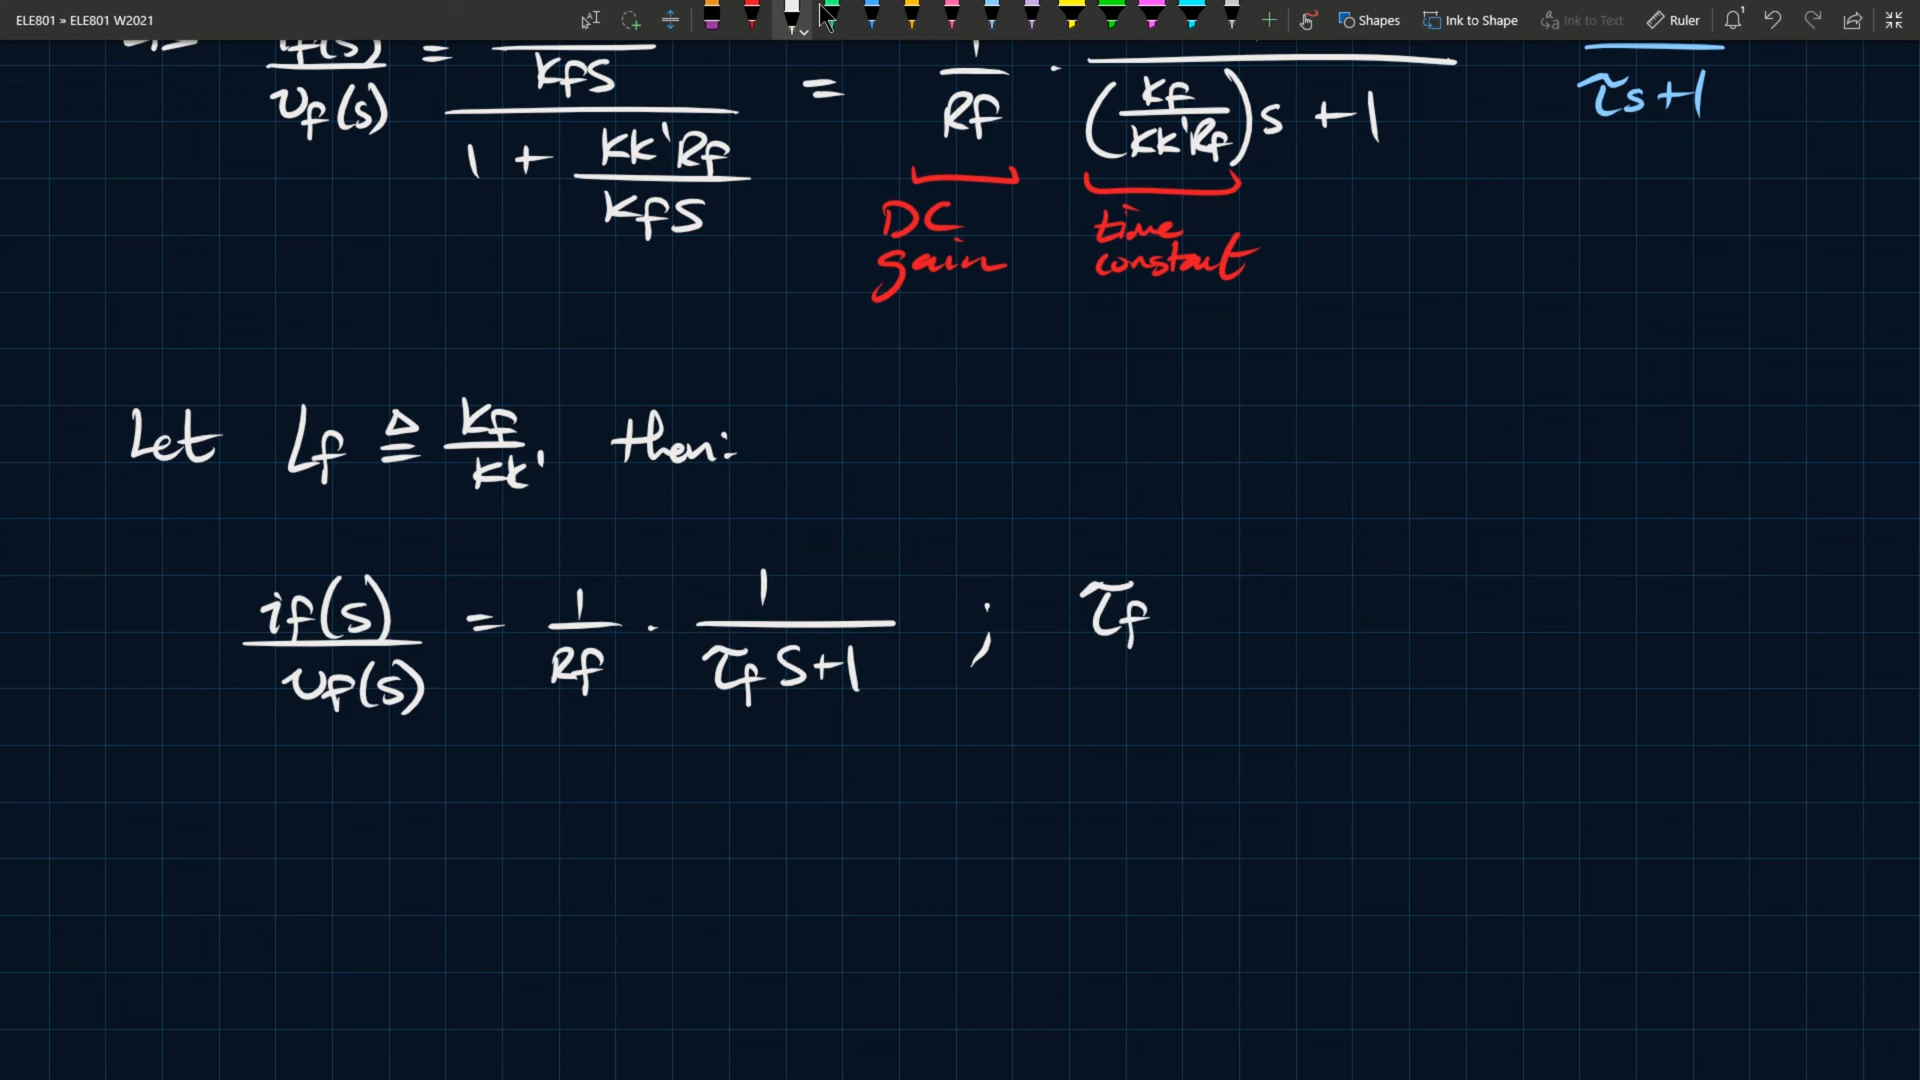 ELE801 » ELE801 W2021
Shapes Ink to Shape Ink to Text Ruler 1
if(s)/vf(s) = /kfs / 1 + kk'Rf/kfs = 1/Rf · /(kf/kk'Rf)s + 1
τs+1
DC gain
time constant
Let Lf ≜ kf/kk', then:
if(s)/vf(s) = 1/Rf · 1/τf s+1 ; τf